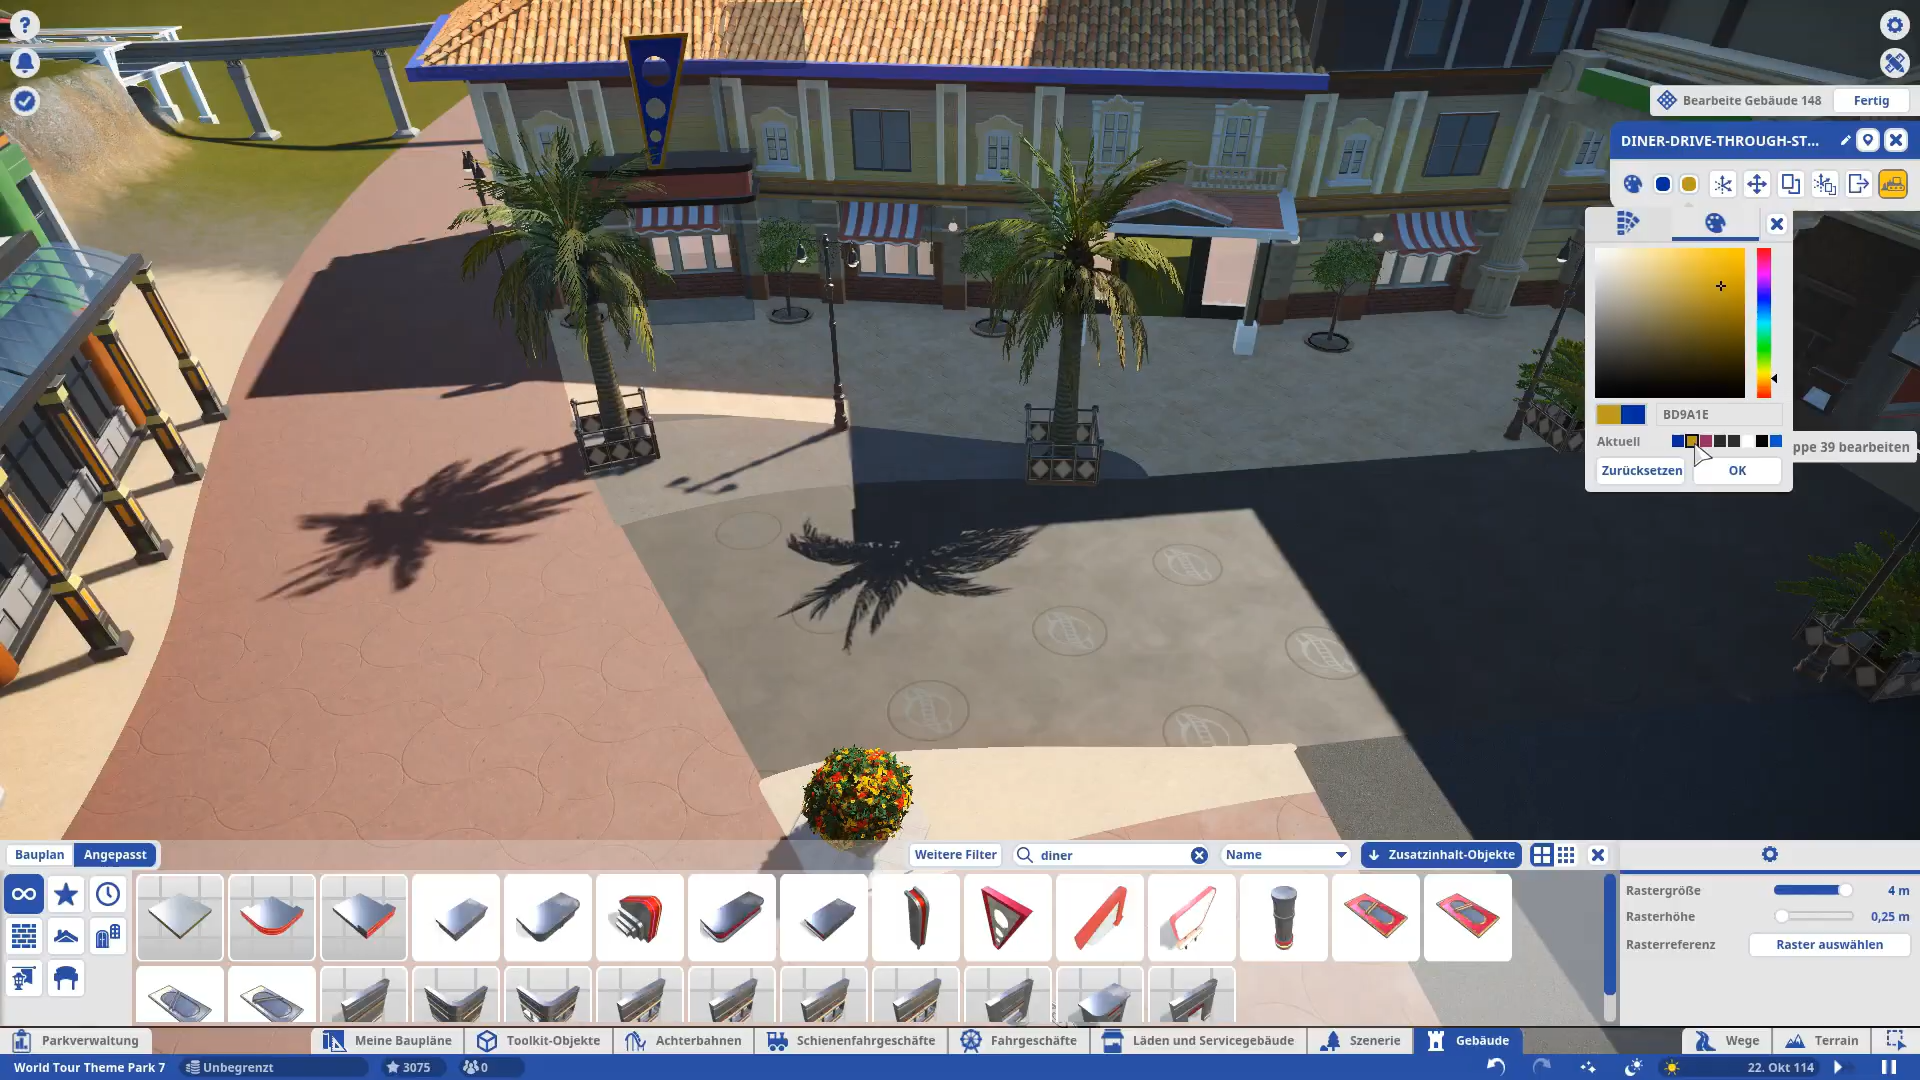 ?
Bearbeite Gebäude 148
Fertig
DINER-DRIVE-THROUGH-ST...
BD9A1E
Aktuell
ppe 39 bearbeiten
Zurücksetzen
OK
Bauplan
Angepasst
Weitere Filter
diner
Name
Zusatzinhalt-Objekte
Rastergröße
4 m
Rasterhöhe
0,25 m
Rasterreferenz
Raster auswählen
Parkverwaltung
Meine Baupläne
Toolkit-Objekte
Achterbahnen
Schienenfahrgeschäfte
Fahrgeschäfte
Läden und Servicegebäude
Szenerie
Gebäude
Wege
Terrain
World Tour Theme Park 7
Unbegrenzt
3075
0
22. Okt 114